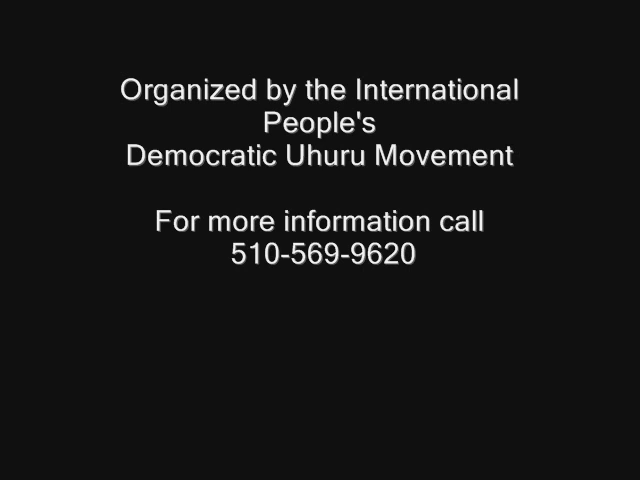 Organized by the International
People's
Democratic Uhuru Movement
For more information call
510-569-9620